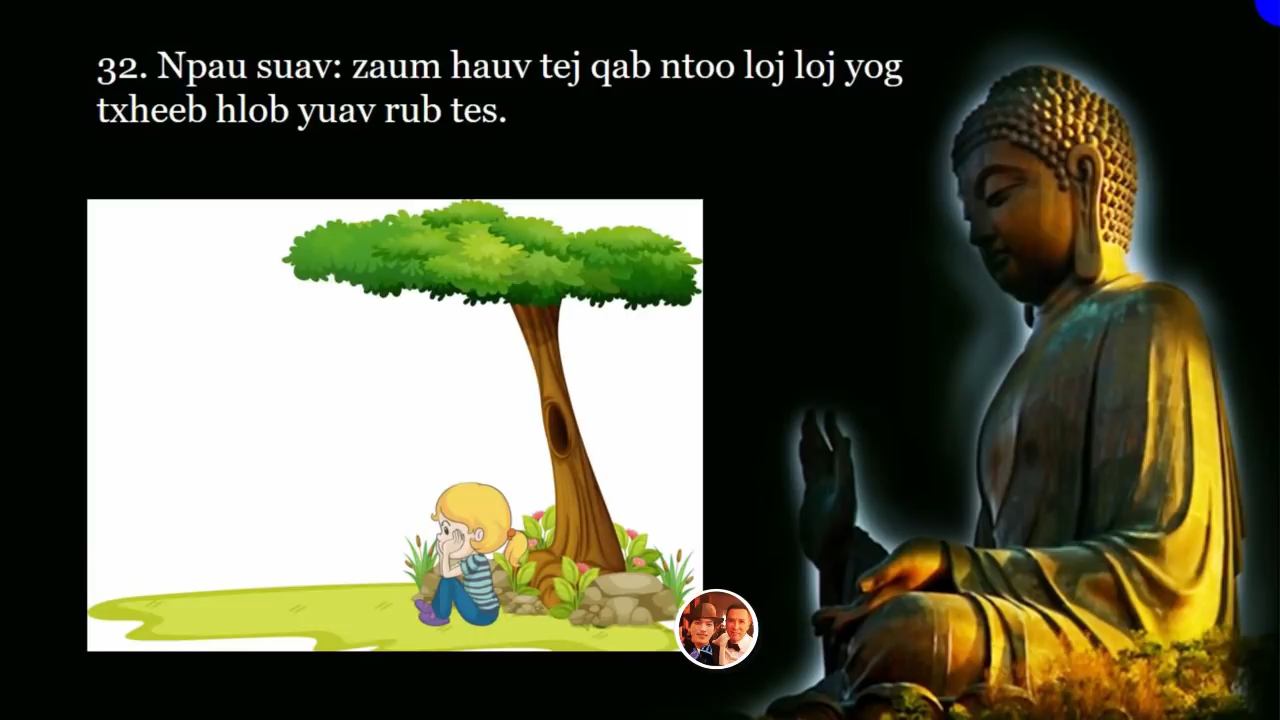 32. Npau suav: zaum hauv tej qab ntoo loj loj yog
txheeb hlob yuav rub tes.